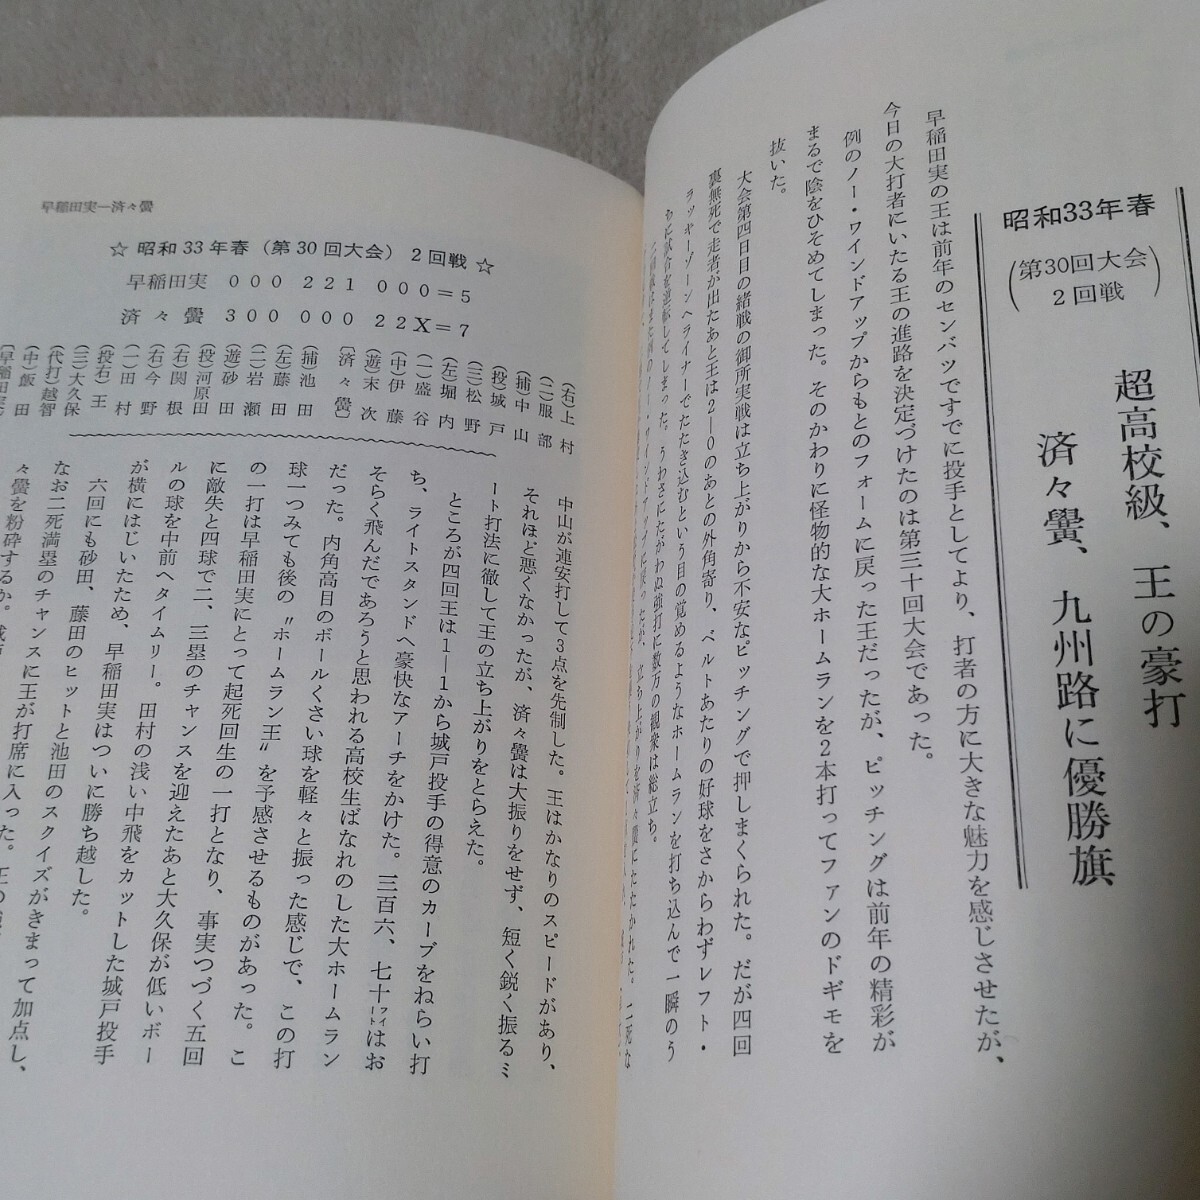 昭和33年春
(第30回大会)
2回戦
超高校級、王の豪打
済々黌、九州路に優勝旗
早稲田実の王は前年のセンバツですでに投手としてより、打者の方に大きな魅力を感じさせたが、
今日の大打者にいたる王の進路を決定づけたのは第三十回大会であった。
例のノー・ワインドアップからもとのフォームに戻った王だったが、ピッチングは前年の精彩が
まるで陰をひそめてしまった。そのかわりに怪物的な大ホームランを2本打ってファンのドギモを
抜いた。
大会第四日目の緒戦の御所実戦は立ち上がりから不安なピッチングで押しまくられた。だが四回
裏無死で走者が出たあと王は2—0のあとの外角寄り、ベルトあたりの好球をさからわずレフト・
ラッキーゾーンへライナーでたたき込むという目の覚めるようなホームランを打ち込んで一瞬のう
ちに試合を逆転してしまった。うわさにたがわぬ強打に数万の観衆は総立ち。
早稲田実—済々黌
☆ 昭和33年春(第30回大会) 2回戦 ☆
早稲田実 000 221 000=5
済々黌 300 000 22X=7
(右)上村
(二)服部
(捕)中山
(投)城戸
(三)松野
(左)堀内
(一)盛谷
(中)伊藤
(遊)末次
〔済々黌〕
(捕)池田
(左)藤田
(二)岩瀬
(遊)砂田
(投)河原田
(右)関根
(右)今野
(一)田村
(投右)王
(三)大久保
(代打)越智
(中)飯田
〔早稲田実〕
中山が連安打して3点を先制した。王はかなりのスピードがあり、
それほど悪くなかったが、済々黌は大振りをせず、短く鋭く振るミ
ート打法に徹して王の立ち上がりをとらえた。
ところが四回王は1—1から城戸投手の得意のカーブをねらい打
ち、ライトスタンドへ豪快なアーチをかけた。三百六、七十フィートはお
そらく飛んだであろうと思われる高校生ばなれのした大ホームラン
だった。内角高目のボールくさい球を軽々と振った感じで、この打
球一つみても後の〝ホームラン王〟を予感させるものがあった。こ
の一打は早稲田実にとって起死回生の一打となり、事実つづく五回
に敵失と四球で二、三塁のチャンスを迎えたあと大久保が低いボー
ルの球を中前へタイムリー。田村の浅い中飛をカットした城戸投手
が横にはじいたため、早稲田実はついに勝ち越した。
六回にも砂田、藤田のヒットと池田のスクイズがきまって加点し、
なお二死満塁のチャンスに王が打席に入った。
々黌を粉砕するか。